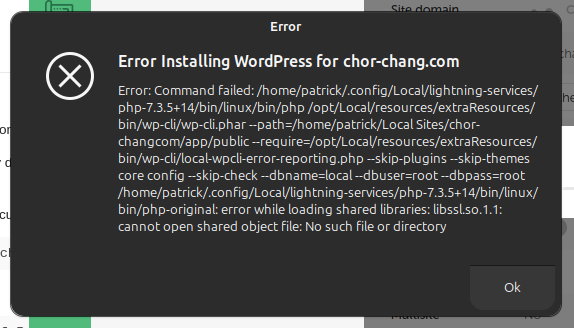 Site domain
Error
Error Installing WordPress for chor-chang.com
Error: Command failed: /home/patrick/.config/Local/lightning-services/
php-7.3.5+14/bin/linux/bin/php /opt/Local/resources/extraResources/
bin/wp-cli/wp-cli.phar --path=/home/patrick/Local Sites/chor-
changcom/app/public --require=/opt/Local/resources/extraResources/
bin/wp-cli/local-wpcli-error-reporting.php --skip-plugins --skip-themes
core config --skip-check --dbname=local --dbuser=root --dbpass=root
/home/patrick/.config/Local/lightning-services/php-7.3.5+14/bin/linux/
bin/php-original: error while loading shared libraries: libssl.so.1.1:
cannot open shared object file: No such file or directory
Ok
Multisite
No